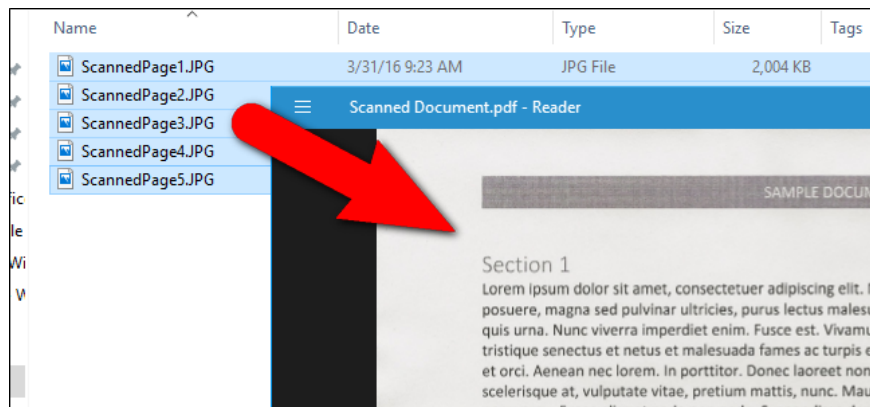 Name Date Type Size Tags
ScannedPage1.JPG 3/31/16 9:23 AM JPG File 2,004 KB
ScannedPage2.JPG
ScannedPage3.JPG
ScannedPage4.JPG
ScannedPage5.JPG
Scanned Document.pdf - Reader
SAMPLE DOCUM
Section 1
Lorem ipsum dolor sit amet, consectetuer adipiscing elit.
posuere, magna sed pulvinar ultricies, purus lectus malesu
quis urna. Nunc viverra imperdiet enim. Fusce est. Vivamu
tristique senectus et netus et malesuada fames ac turpis e
et orci. Aenean nec lorem. In porttitor. Donec laoreet non
scelerisque at, vulputate vitae, pretium mattis, nunc. Mau